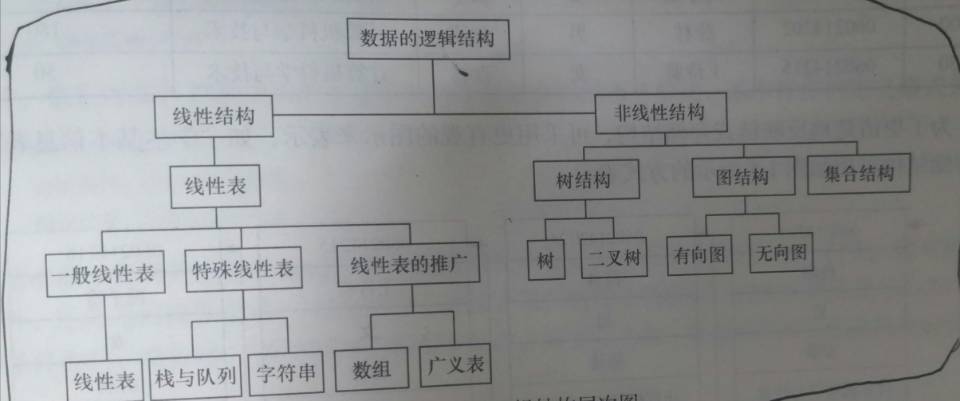 数据的逻辑结构
线性结构
非线性结构
线性表
树结构
图结构
集合结构
一般线性表
特殊线性表
线性表的推广
树
二叉树
有向图
无向图
线性表
栈与队列
字符串
数组
广义表